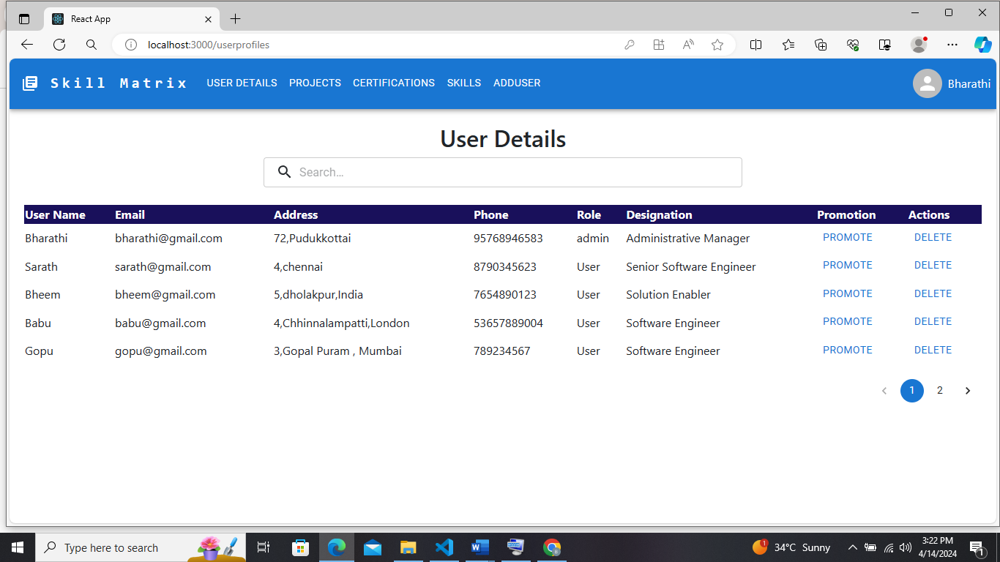 React App
localhost:3000/userprofiles
Skill Matrix USER DETAILS PROJECTS CERTIFICATIONS SKILLS ADDUSER Bharathi
User Details
Search...
User Name Email Address Phone Role Designation Promotion Actions
Bharathi bharathi@gmail.com 72,Pudukkottai 95768946583 admin Administrative Manager PROMOTE DELETE
Sarath sarath@gmail.com 4,chennai 8790345623 User Senior Software Engineer PROMOTE DELETE
Bheem bheem@gmail.com 5,dholakpur,India 7654890123 User Solution Enabler PROMOTE DELETE
Babu babu@gmail.com 4,Chhinnalampatti,London 53657889004 User Software Engineer PROMOTE DELETE
Gopu gopu@gmail.com 3,Gopal Puram , Mumbai 789234567 User Software Engineer PROMOTE DELETE
1 2
Type here to search 1 34°C Sunny 3:22 PM
4/14/2024 1